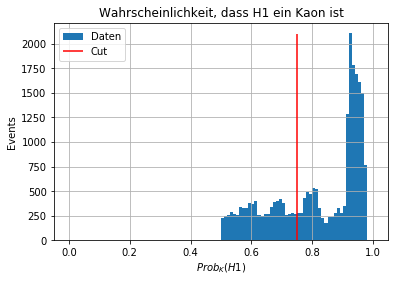 Wahrscheinlichkeit, dass H1 ein Kaon ist
Daten
Cut
Events
2000
1750
1500
1250
1000
750
500
250
0
0.0 0.2 0.4 0.6 0.8 1.0
Prob_K(H1)